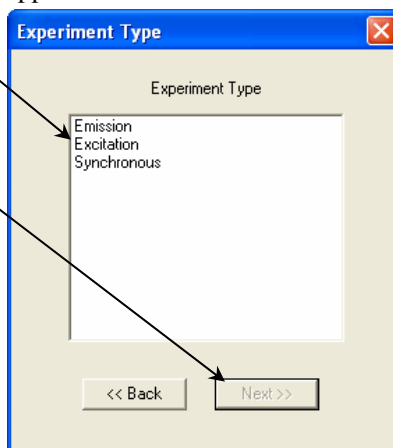 Experiment Type
Experiment Type
Emission
Excitation
Synchronous
<< Back
Next >>